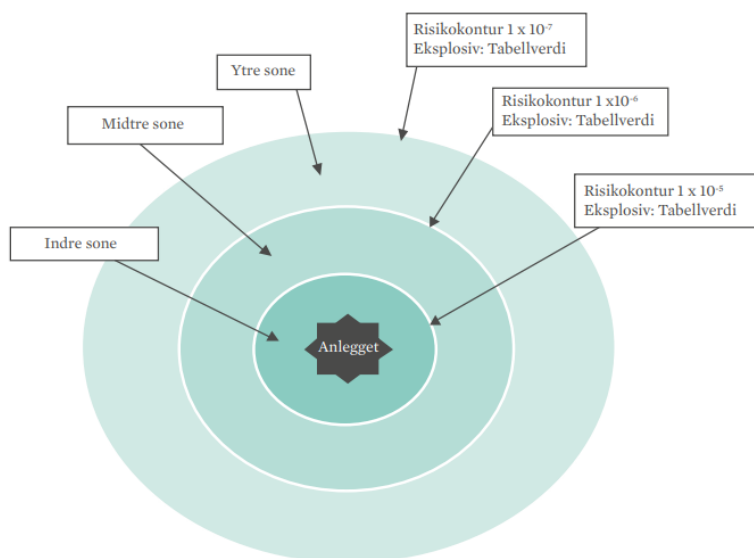 Risikokontur 1 x 10⁻⁷
Eksplosiv: Tabellverdi
Ytre sone
Risikokontur 1 x10⁻⁶
Eksplosiv: Tabellverdi
Midtre sone
Risikokontur 1 x 10⁻⁵
Eksplosiv: Tabellverdi
Indre sone
Anlegget